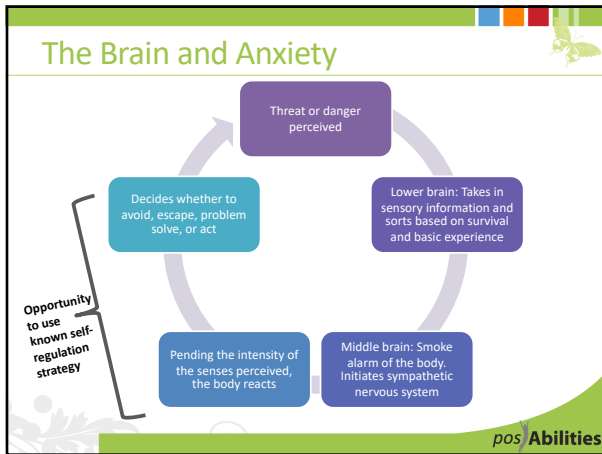 The Brain and Anxiety
Threat or danger
perceived
Lower brain: Takes in
sensory information and
sorts based on survival
and basic experience
Middle brain: Smoke
alarm of the body.
Initiates sympathetic
nervous system
Pending the intensity of
the senses perceived,
the body reacts
Decides whether to
avoid, escape, problem
solve, or act
Opportunity
to use
known self-
regulation
strategy
posAbilities